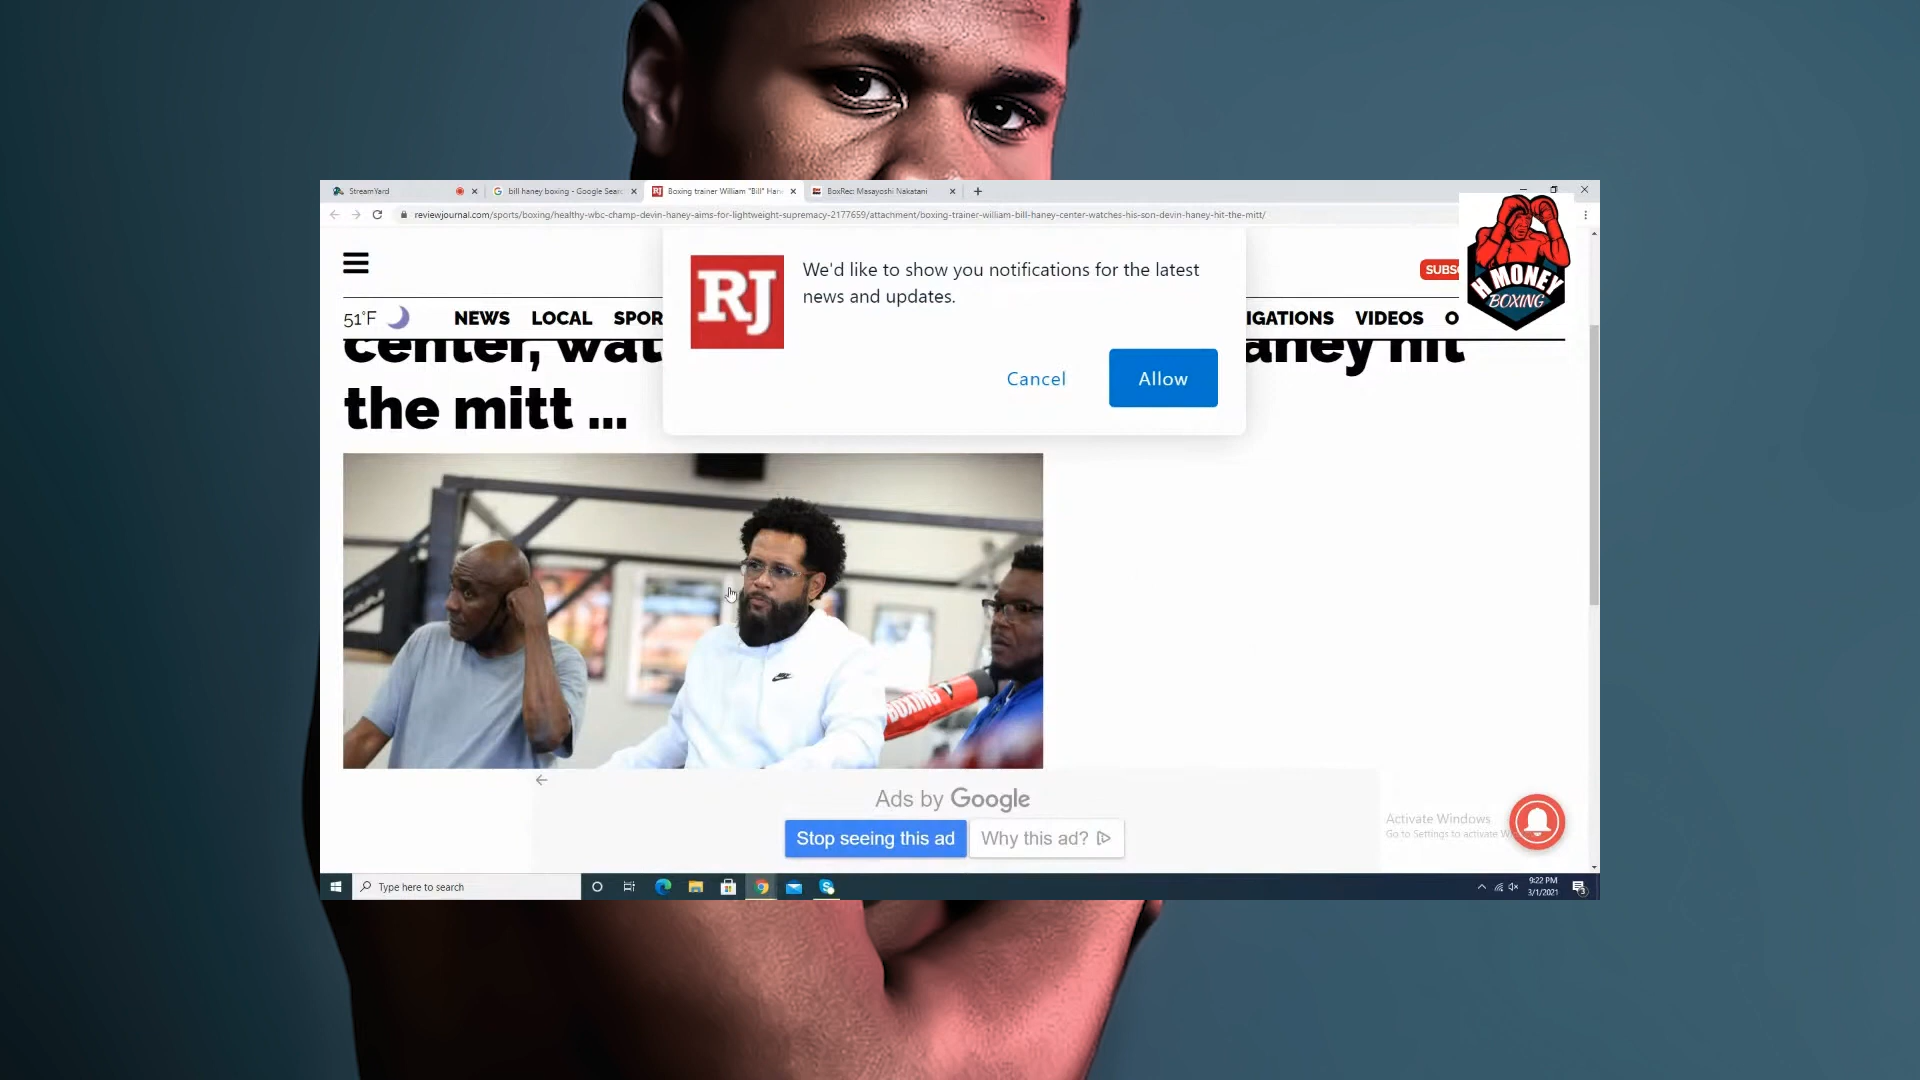 StreamYard
bill haney boxing - Google Searc
RJ
Boxing trainer William "Bill" Han
BoxRec: Masayoshi Nakatani
reviewjournal.com/sports/boxing/healthy-wbc-champ-devin-haney-aims-for-lightweight-supremacy-2177659/attachment/boxing-trainer-william-bill-haney-center-watches-his-son-devin-haney-hit-the-mitt/
RJ
We'd like to show you notifications for the latest
news and updates.
Cancel
Allow
SUBS
H MONEY
BOXING
51°F
NEWS
LOCAL
SPOR
IGATIONS
VIDEOS
O
center, wat
aney hit
the mitt ...
BOXING
Ads by Google
Stop seeing this ad
Why this ad?
Activate Windows
Go to Settings to activate Wi
Type here to search
9:22 PM
3/1/2021
3